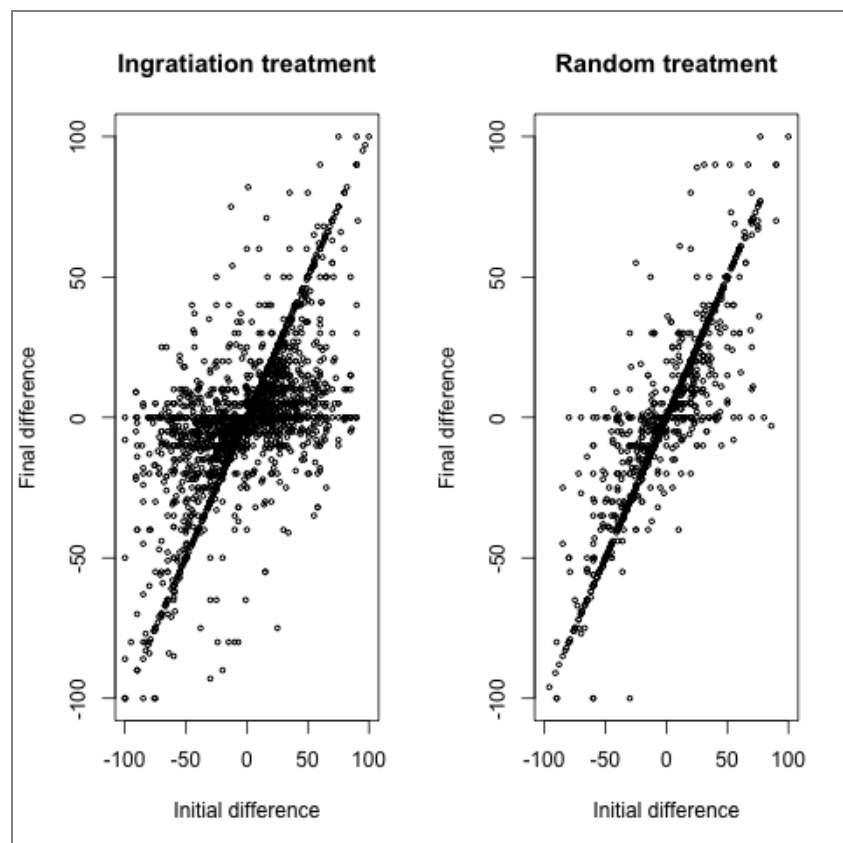 Ingratiation treatment
Final difference
100
50
0
-50
-100
-100 -50 0 50 100
Initial difference
Random treatment
Final difference
100
50
0
-50
-100
-100 -50 0 50 100
Initial difference